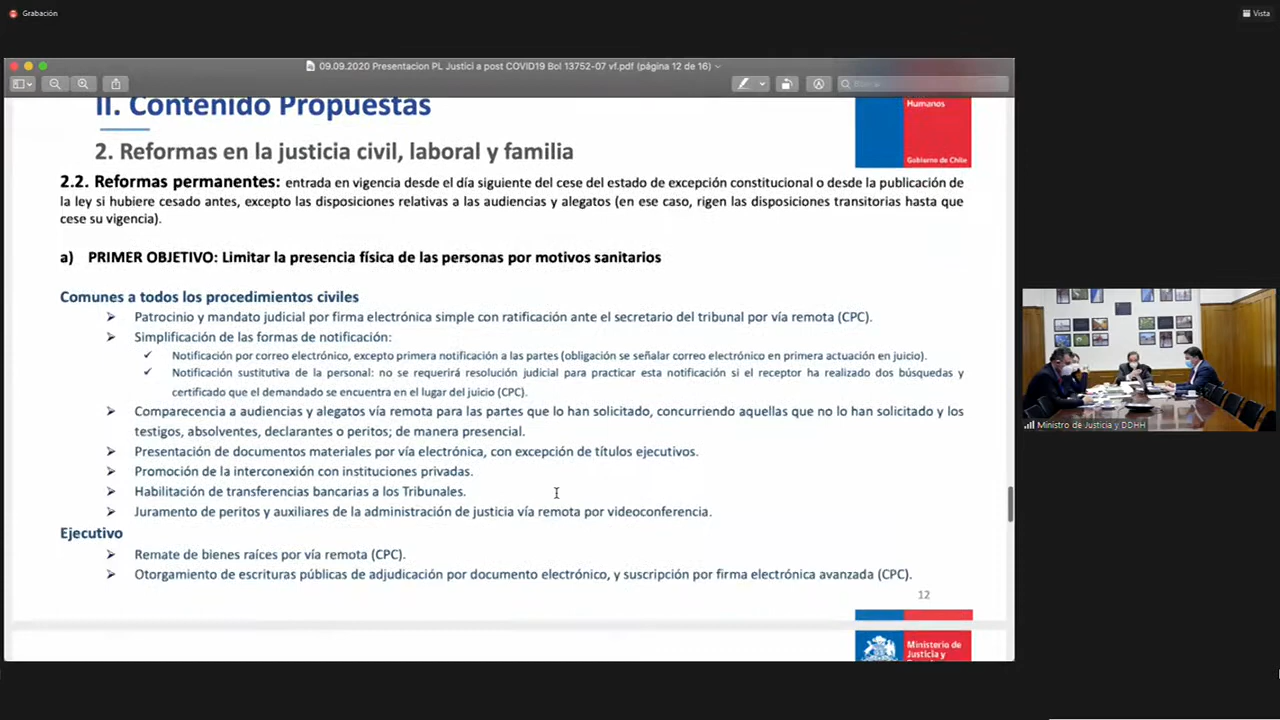 Grabación
Vista
09.09.2020 Presentacion PL Justici a post COVID19 Bol 13752-07 vf.pdf (página 12 de 16)
II. Contenido Propuestas
Humanos
Gobierno de Chile
2. Reformas en la justicia civil, laboral y familia
2.2. Reformas permanentes: entrada en vigencia desde el día siguiente del cese del estado de excepción constitucional o desde la publicación de
la ley si hubiere cesado antes, excepto las disposiciones relativas a las audiencias y alegatos (en ese caso, rigen las disposiciones transitorias hasta que
cese su vigencia).
a) PRIMER OBJETIVO: Limitar la presencia física de las personas por motivos sanitarios
Comunes a todos los procedimientos civiles
➢ Patrocinio y mandato judicial por firma electrónica simple con ratificación ante el secretario del tribunal por vía remota (CPC).
➢ Simplificación de las formas de notificación:
✓ Notificación por correo electrónico, excepto primera notificación a las partes (obligación se señalar correo electrónico en primera actuación en juicio).
✓ Notificación sustitutiva de la personal: no se requerirá resolución judicial para practicar esta notificación si el receptor ha realizado dos búsquedas y
certificado que el demandado se encuentra en el lugar del juicio (CPC).
➢ Comparecencia a audiencias y alegatos vía remota para las partes que lo han solicitado, concurriendo aquellas que no lo han solicitado y los
testigos, absolventes, declarantes o peritos; de manera presencial.
➢ Presentación de documentos materiales por vía electrónica, con excepción de títulos ejecutivos.
➢ Promoción de la interconexión con instituciones privadas.
➢ Habilitación de transferencias bancarias a los Tribunales.
➢ Juramento de peritos y auxiliares de la administración de justicia vía remota por videoconferencia.
Ejecutivo
➢ Remate de bienes raíces por vía remota (CPC).
➢ Otorgamiento de escrituras públicas de adjudicación por documento electrónico, y suscripción por firma electrónica avanzada (CPC).
12
Ministerio de
Justicia y
Ministro de Justicia y DDHH